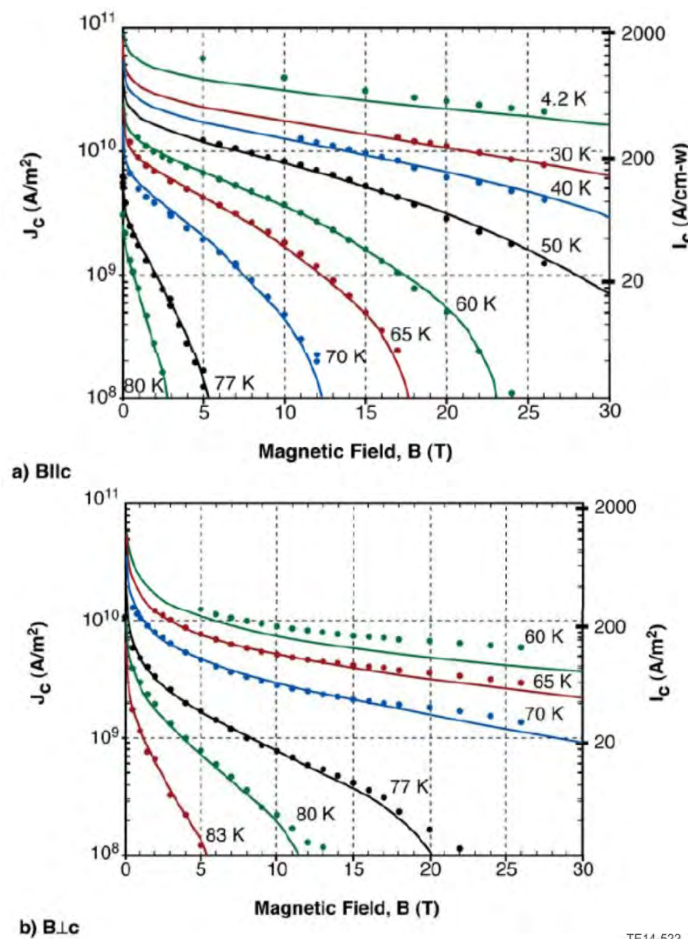 10¹¹
2000
4.2 K
10¹⁰
30 K
200
40 K
J_C (A/m²)
I_C (A/cm-w)
50 K
10⁹
60 K
20
65 K
70 K
80 K
77 K
10⁸
0 5 10 15 20 25 30
Magnetic Field, B (T)
a) BIIc
10¹¹
2000
10¹⁰
200
60 K
J_C (A/m²)
65 K
I_C (A/cm-w)
70 K
10⁹
20
77 K
80 K
83 K
10⁸
0 5 10 15 20 25 30
Magnetic Field, B (T)
b) B⊥c